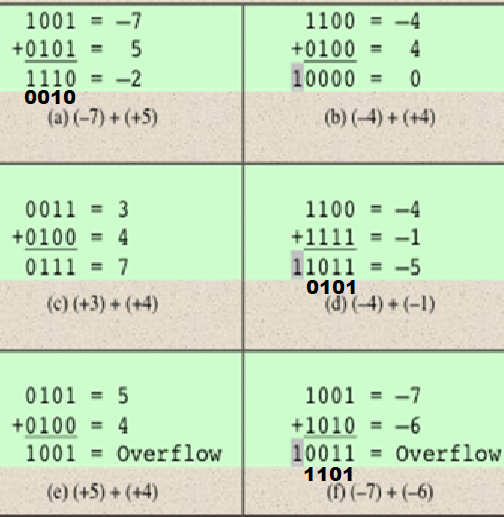 1001 = –7
+0101 = 5
1110 = –2
0010
(a) (–7) + (+5)
1100 = –4
+0100 = 4
10000 = 0
(b) (–4) + (+4)
0011 = 3
+0100 = 4
0111 = 7
(c) (+3) + (+4)
1100 = –4
+1111 = –1
11011 = –5
0101
(d) (–4) + (–1)
0101 = 5
+0100 = 4
1001 = Overflow
(e) (+5) + (+4)
1001 = –7
+1010 = –6
10011 = Overflow
1101
(f) (–7) + (–6)